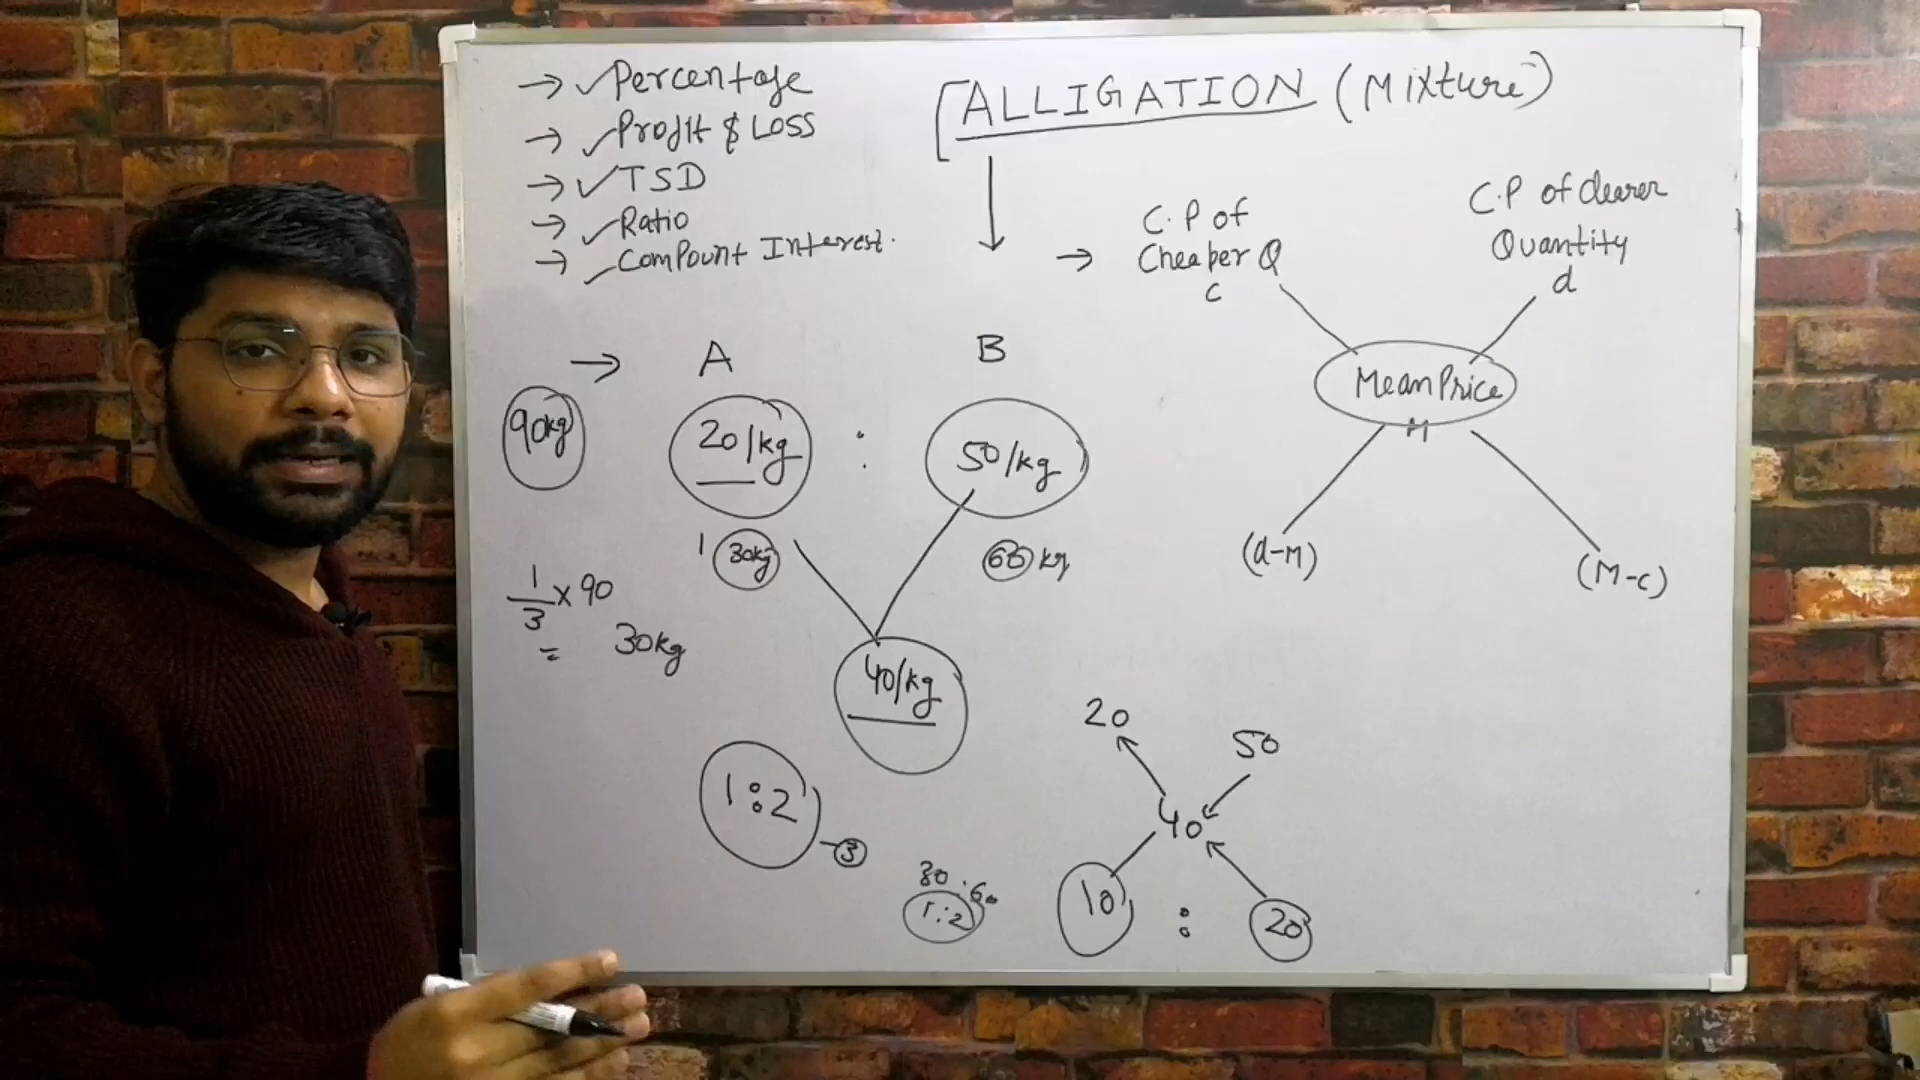 → ✓Percentage
→ ✓Profit & Loss
→ ✓TSD
→ ✓Ratio
→ ✓Compount Interest.
[ALLIGATION (Mixture)
→ C.P of
Cheaper Q
c
C.P of dearer
Quantity
d
Mean Price
M
(d-M)
(M-c)
→ A B
90kg
20/kg : 50/kg
1 30kg
60 kg
1/3 x 90
= 30kg
40/kg
1:2
3
30:60
1:2
20
50
40
10 : 20